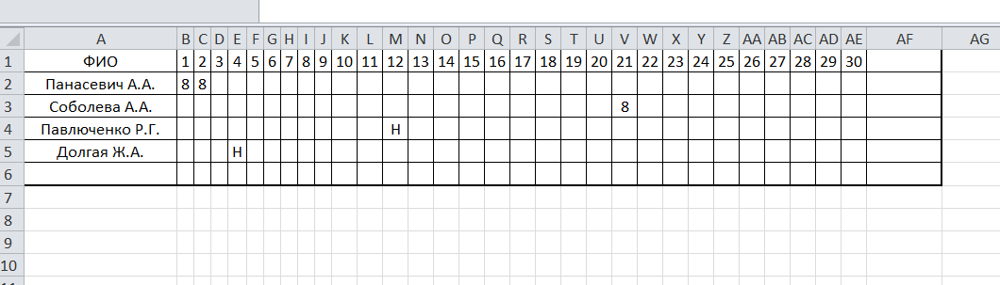 A B C D E F G H I J K L M N O P Q R S T U V W X Y Z AA AB AC AD AE AF AG
1 ФИО 1 2 3 4 5 6 7 8 9 10 11 12 13 14 15 16 17 18 19 20 21 22 23 24 25 26 27 28 29 30
2 Панасевич А.А. 8 8
3 Соболева А.А. 8
4 Павлюченко Р.Г. Н
5 Долгая Ж.А. Н
6
7
8
9
10
11